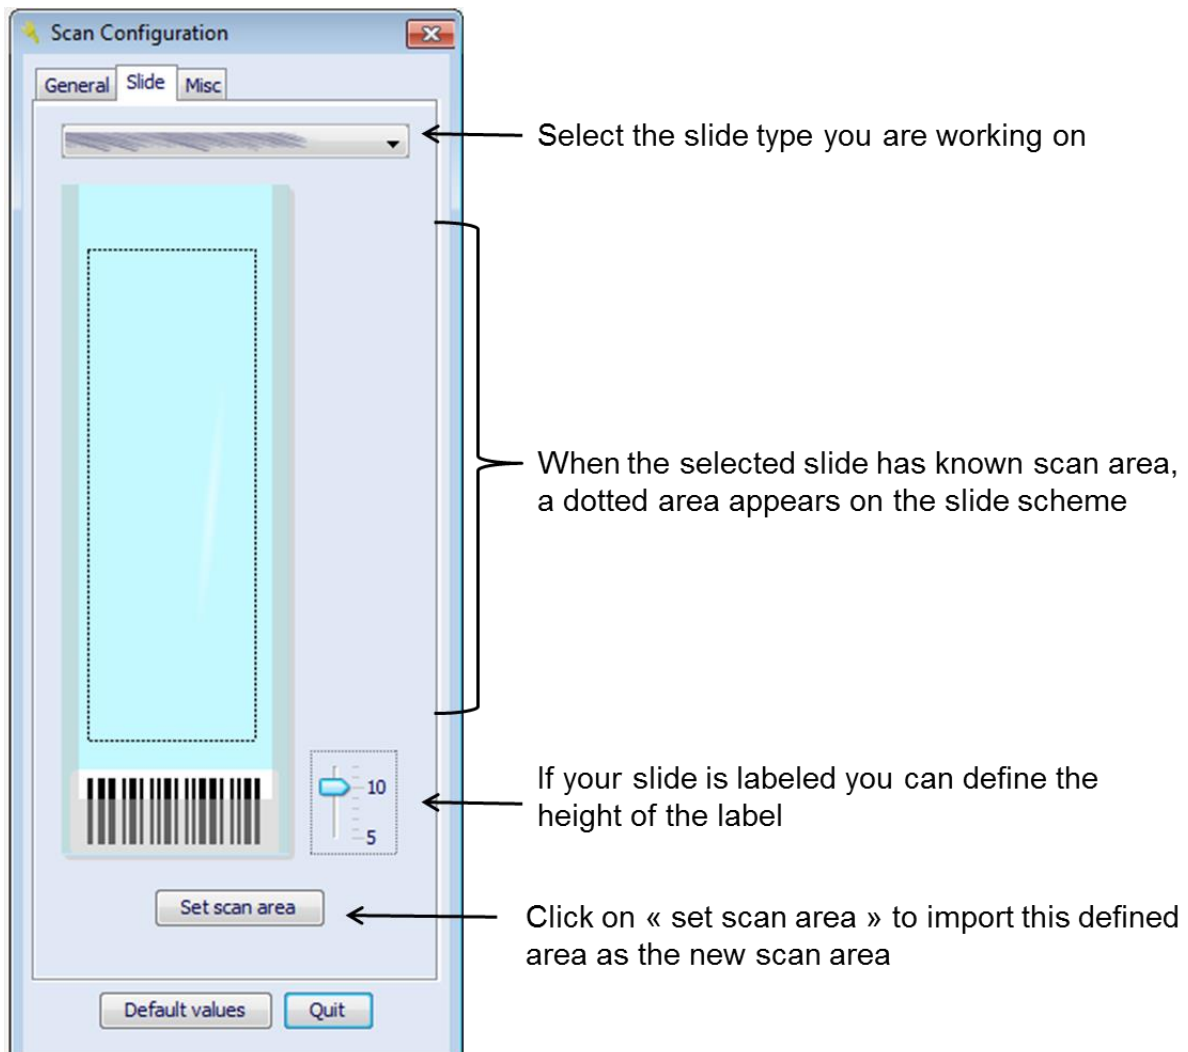 Scan Configuration
General Slide Misc
Select the slide type you are working on
When the selected slide has known scan area,
a dotted area appears on the slide scheme
10
5
If your slide is labeled you can define the
height of the label
Set scan area
Click on « set scan area » to import this defined
area as the new scan area
Default values Quit